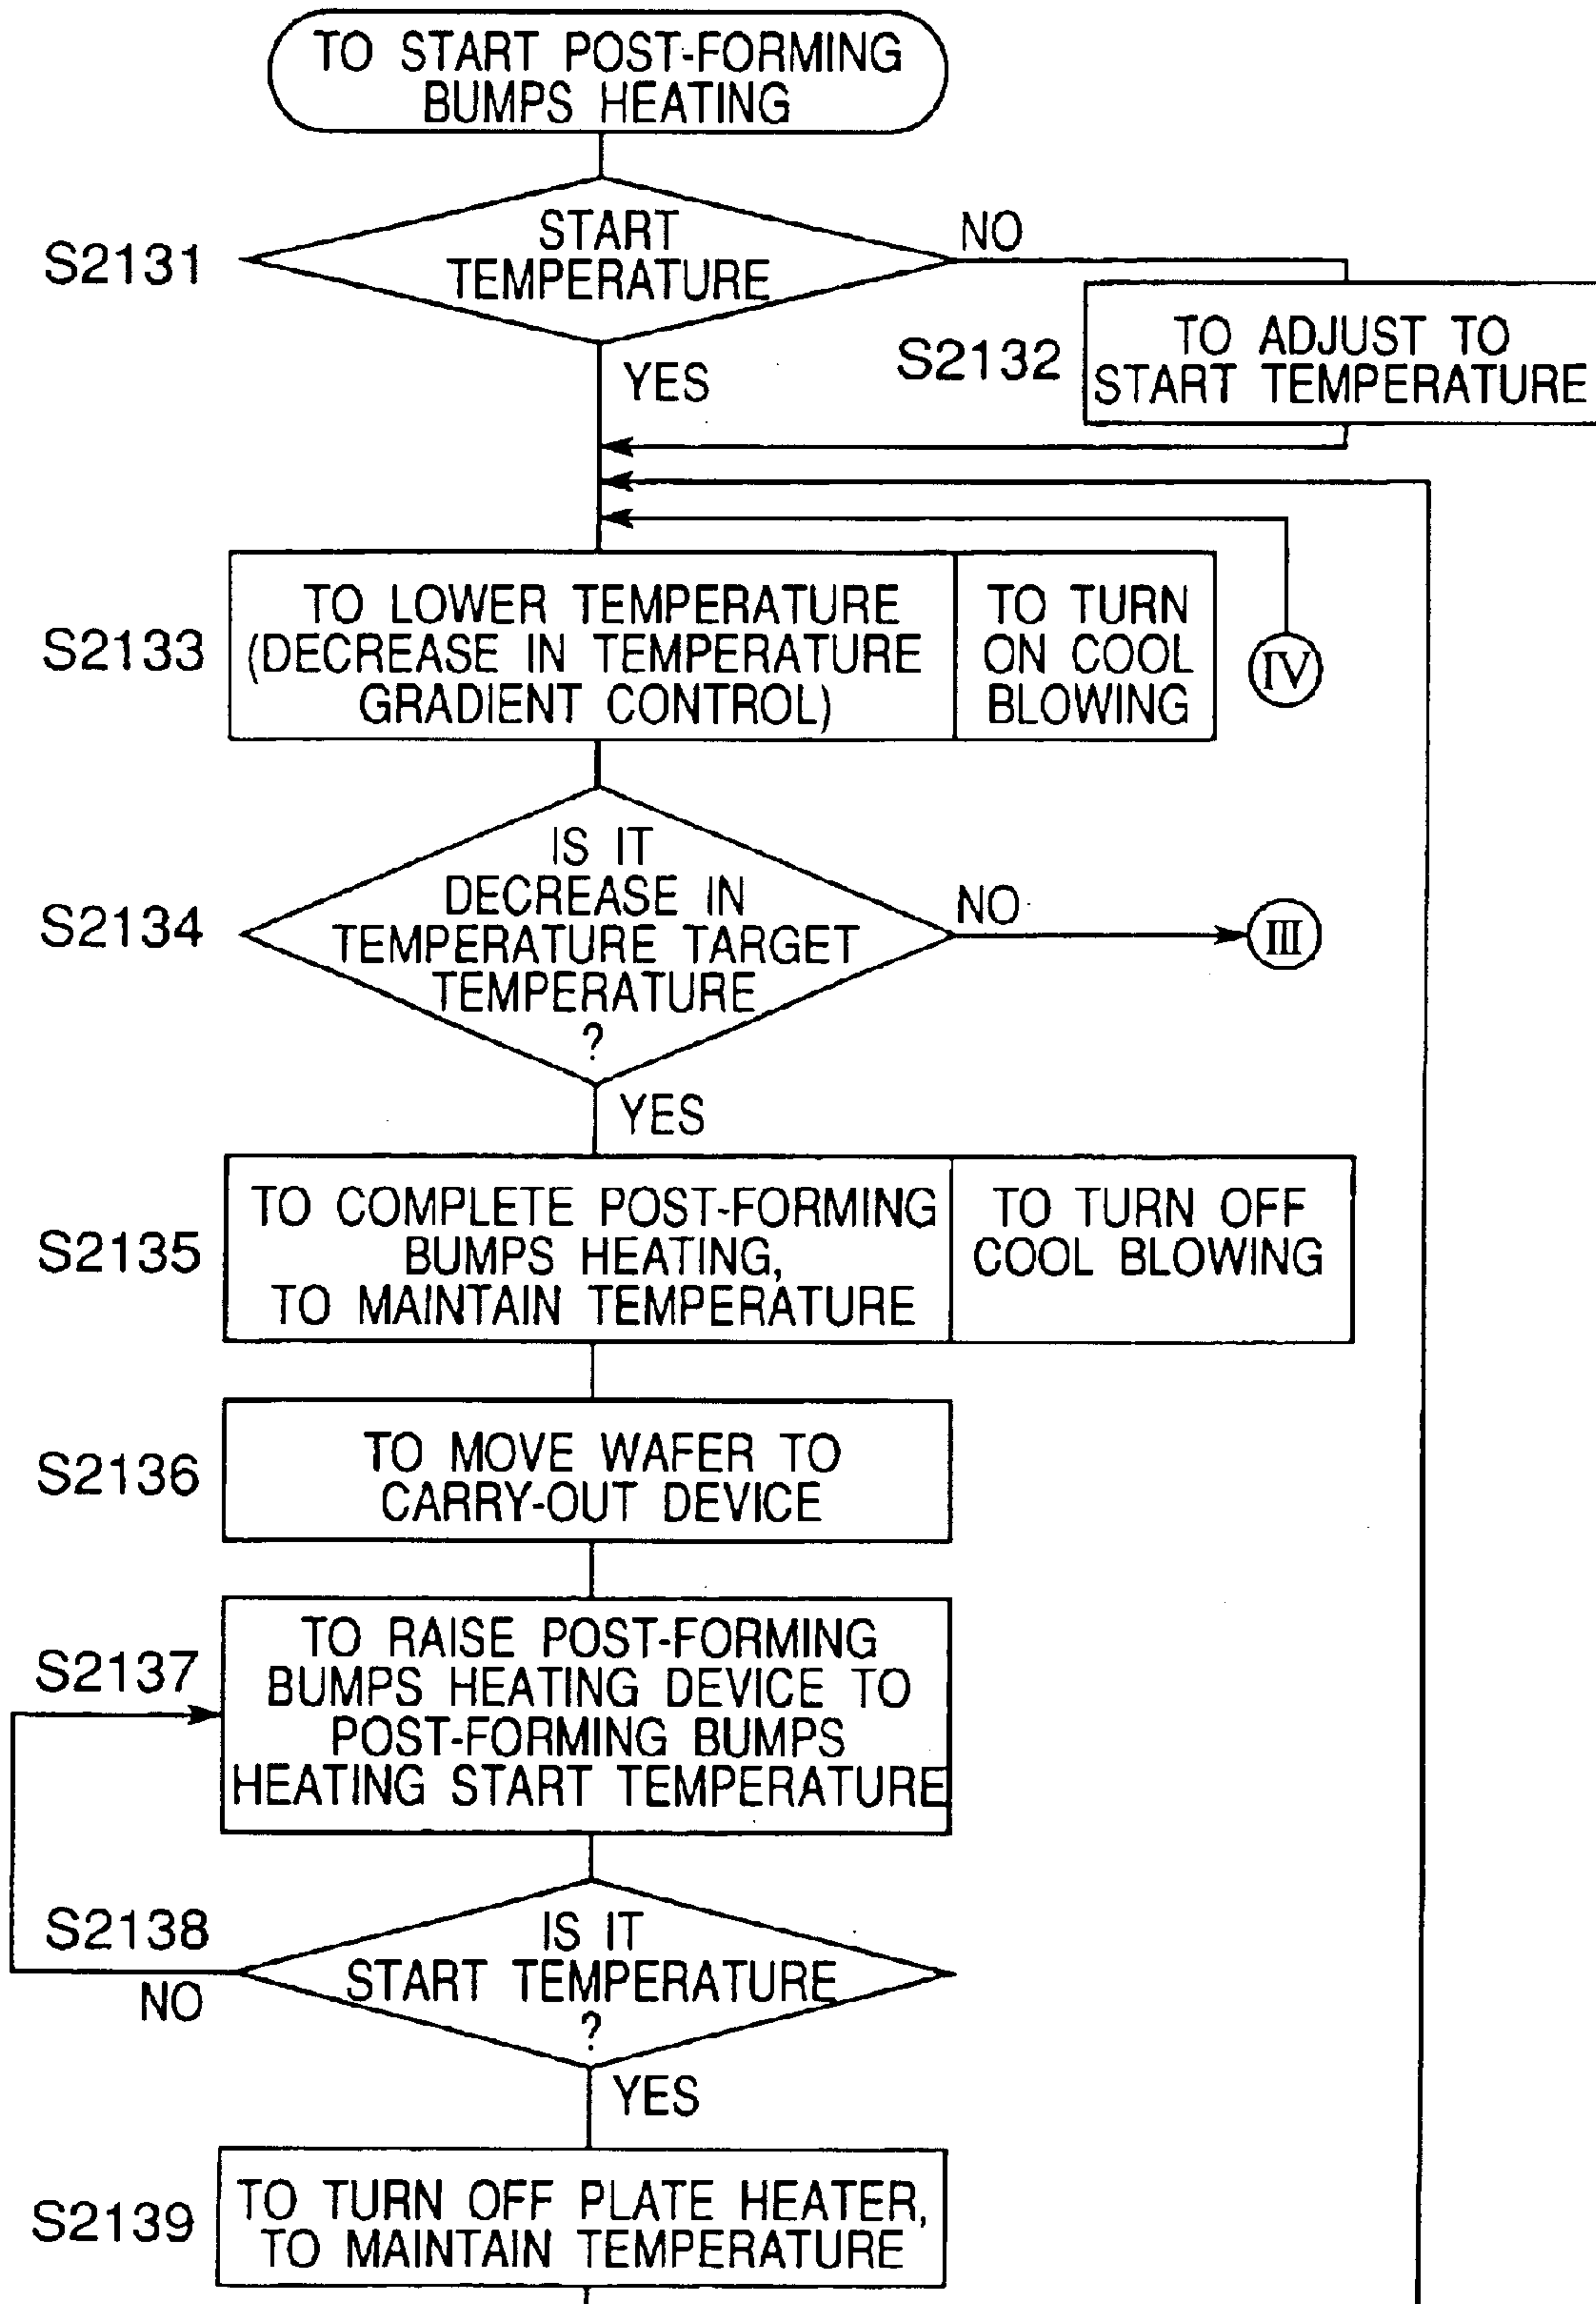 TO START POST-FORMING
BUMPS HEATING
S2131
START
TEMPERATURE
NO
YES
S2132
TO ADJUST TO
START TEMPERATURE
S2133
TO LOWER TEMPERATURE
(DECREASE IN TEMPERATURE
GRADIENT CONTROL)
TO TURN
ON COOL
BLOWING
IV
S2134
IS IT
DECREASE IN
TEMPERATURE TARGET
TEMPERATURE
?
NO
III
YES
S2135
TO COMPLETE POST-FORMING
BUMPS HEATING,
TO MAINTAIN TEMPERATURE
TO TURN OFF
COOL BLOWING
S2136
TO MOVE WAFER TO
CARRY-OUT DEVICE
S2137
TO RAISE POST-FORMING
BUMPS HEATING DEVICE TO
POST-FORMING BUMPS
HEATING START TEMPERATURE
S2138
IS IT
START TEMPERATURE
?
NO
YES
S2139
TO TURN OFF PLATE HEATER,
TO MAINTAIN TEMPERATURE